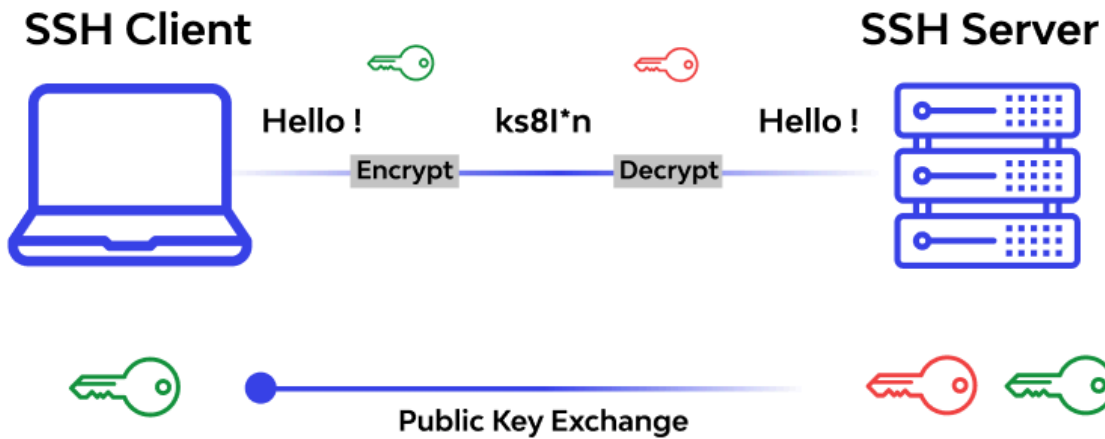 SSH Client
SSH Server
Hello !
ks8I*n
Hello !
Encrypt
Decrypt
Public Key Exchange